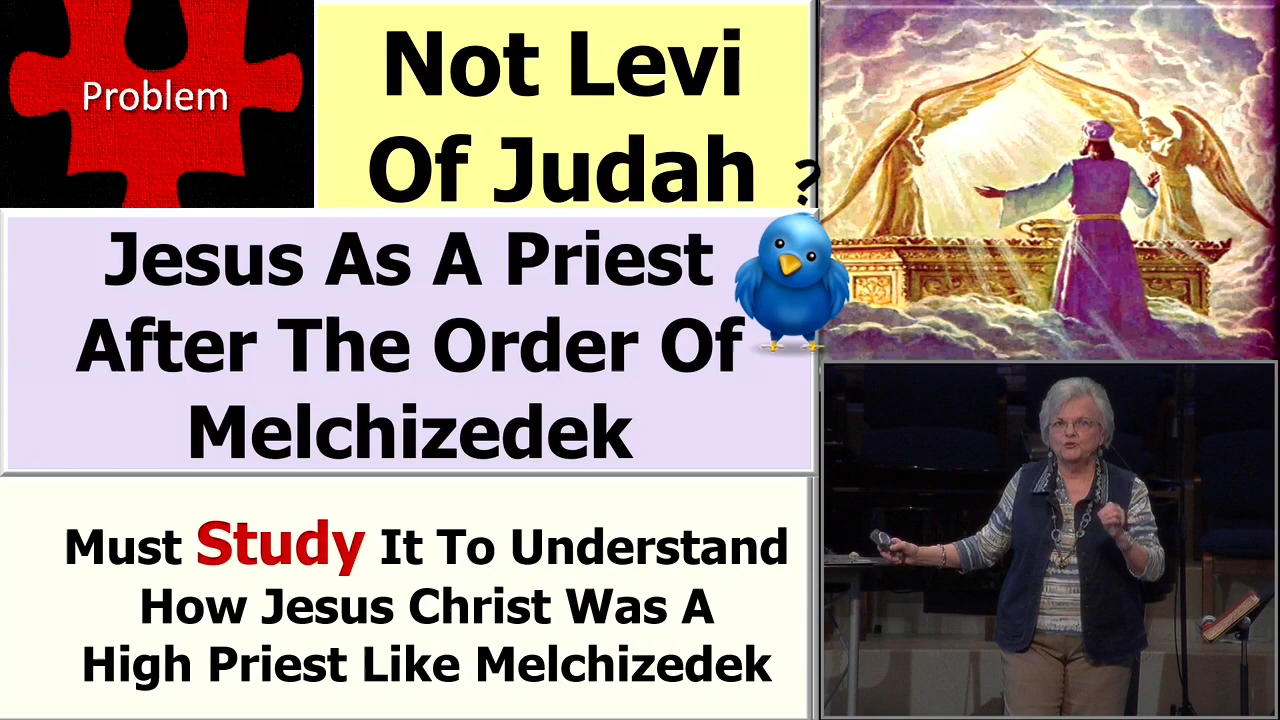 Problem
Not Levi
Of Judah
?
Jesus As A Priest
After The Order Of
Melchizedek
Must Study It To Understand
How Jesus Christ Was A
High Priest Like Melchizedek